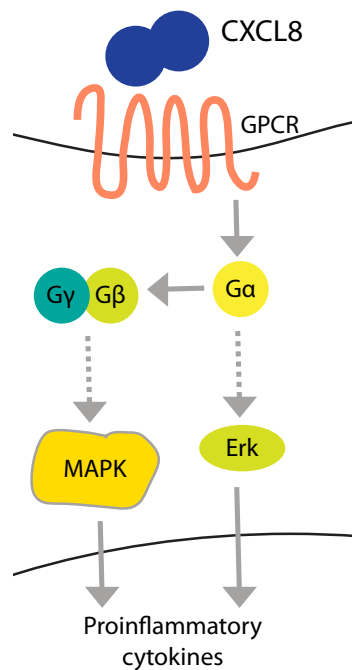 CXCL8
GPCR
Gγ
Gβ
Gα
MAPK
Erk
Proinflammatory
cytokines